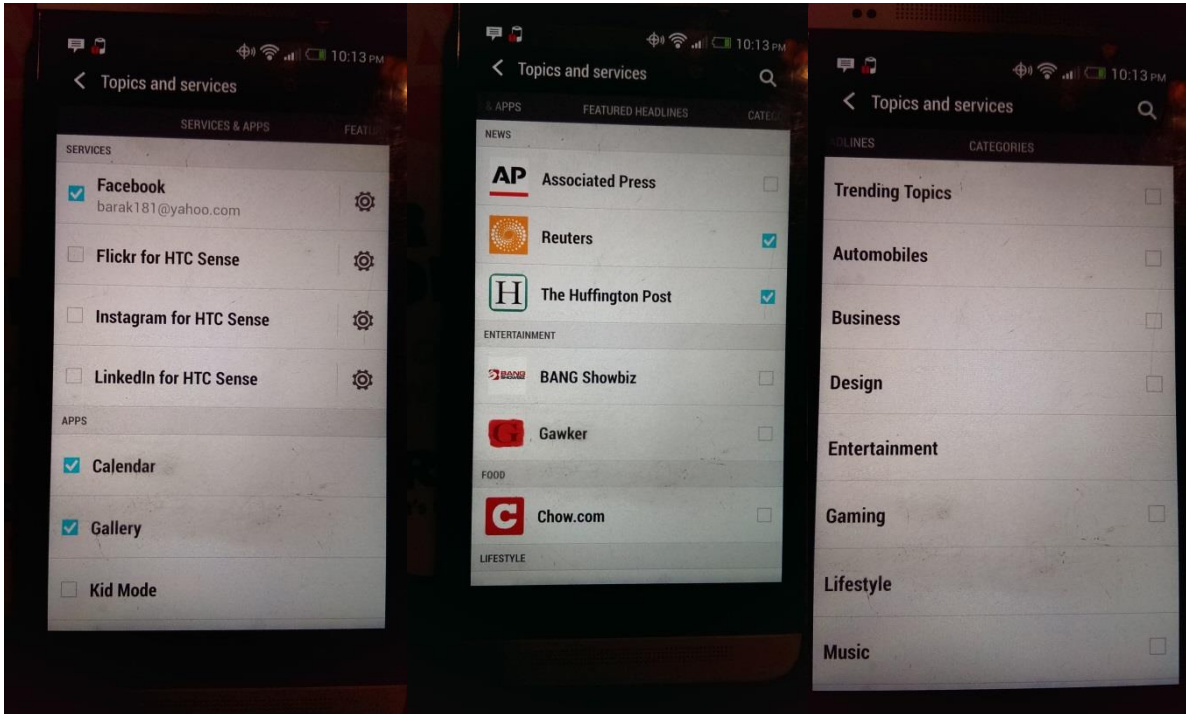 10:13 PM
Topics and services
SERVICES & APPS
FEATU
SERVICES
Facebook
barak181@yahoo.com
Flickr for HTC Sense
Instagram for HTC Sense
LinkedIn for HTC Sense
APPS
Calendar
Gallery
Kid Mode
10:13 PM
Topics and services
& APPS
FEATURED HEADLINES
CATEG
NEWS
AP
Associated Press
Reuters
H
The Huffington Post
ENTERTAINMENT
BANG
SHOWBIZ
BANG Showbiz
G
Gawker
FOOD
C
Chow.com
LIFESTYLE
10:13 PM
Topics and services
DLINES
CATEGORIES
Trending Topics
Automobiles
Business
Design
Entertainment
Gaming
Lifestyle
Music